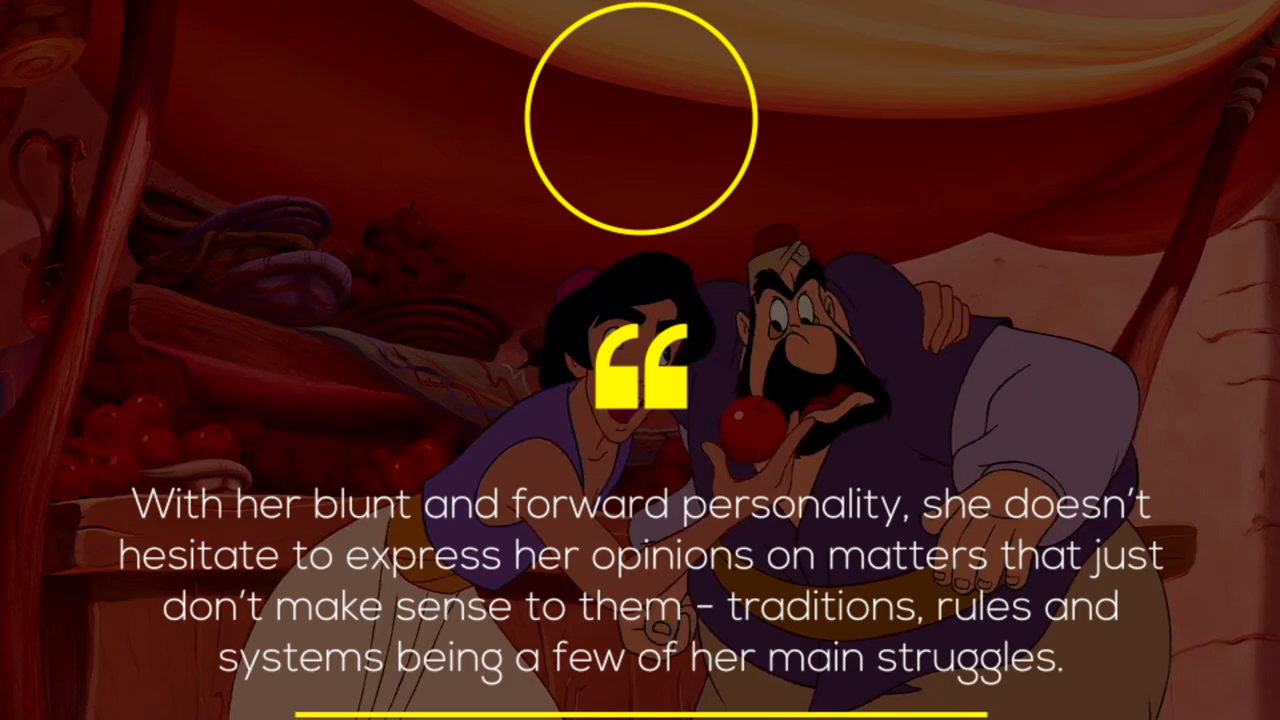 “
With her blunt and forward personality, she doesn’t
hesitate to express her opinions on matters that just
don’t make sense to them – traditions, rules and
systems being a few of her main struggles.